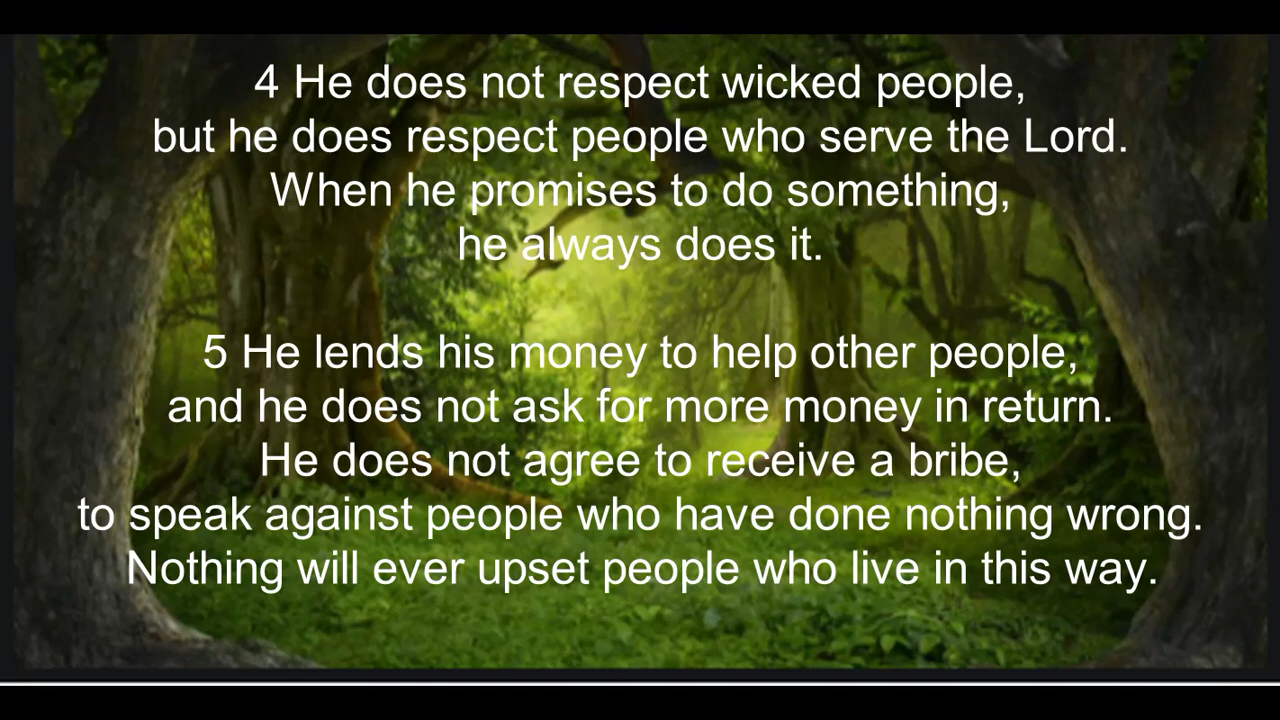 4 He does not respect wicked people,
but he does respect people who serve the Lord.
When he promises to do something,
he always does it.
5 He lends his money to help other people,
and he does not ask for more money in return.
He does not agree to receive a bribe,
to speak against people who have done nothing wrong.
Nothing will ever upset people who live in this way.